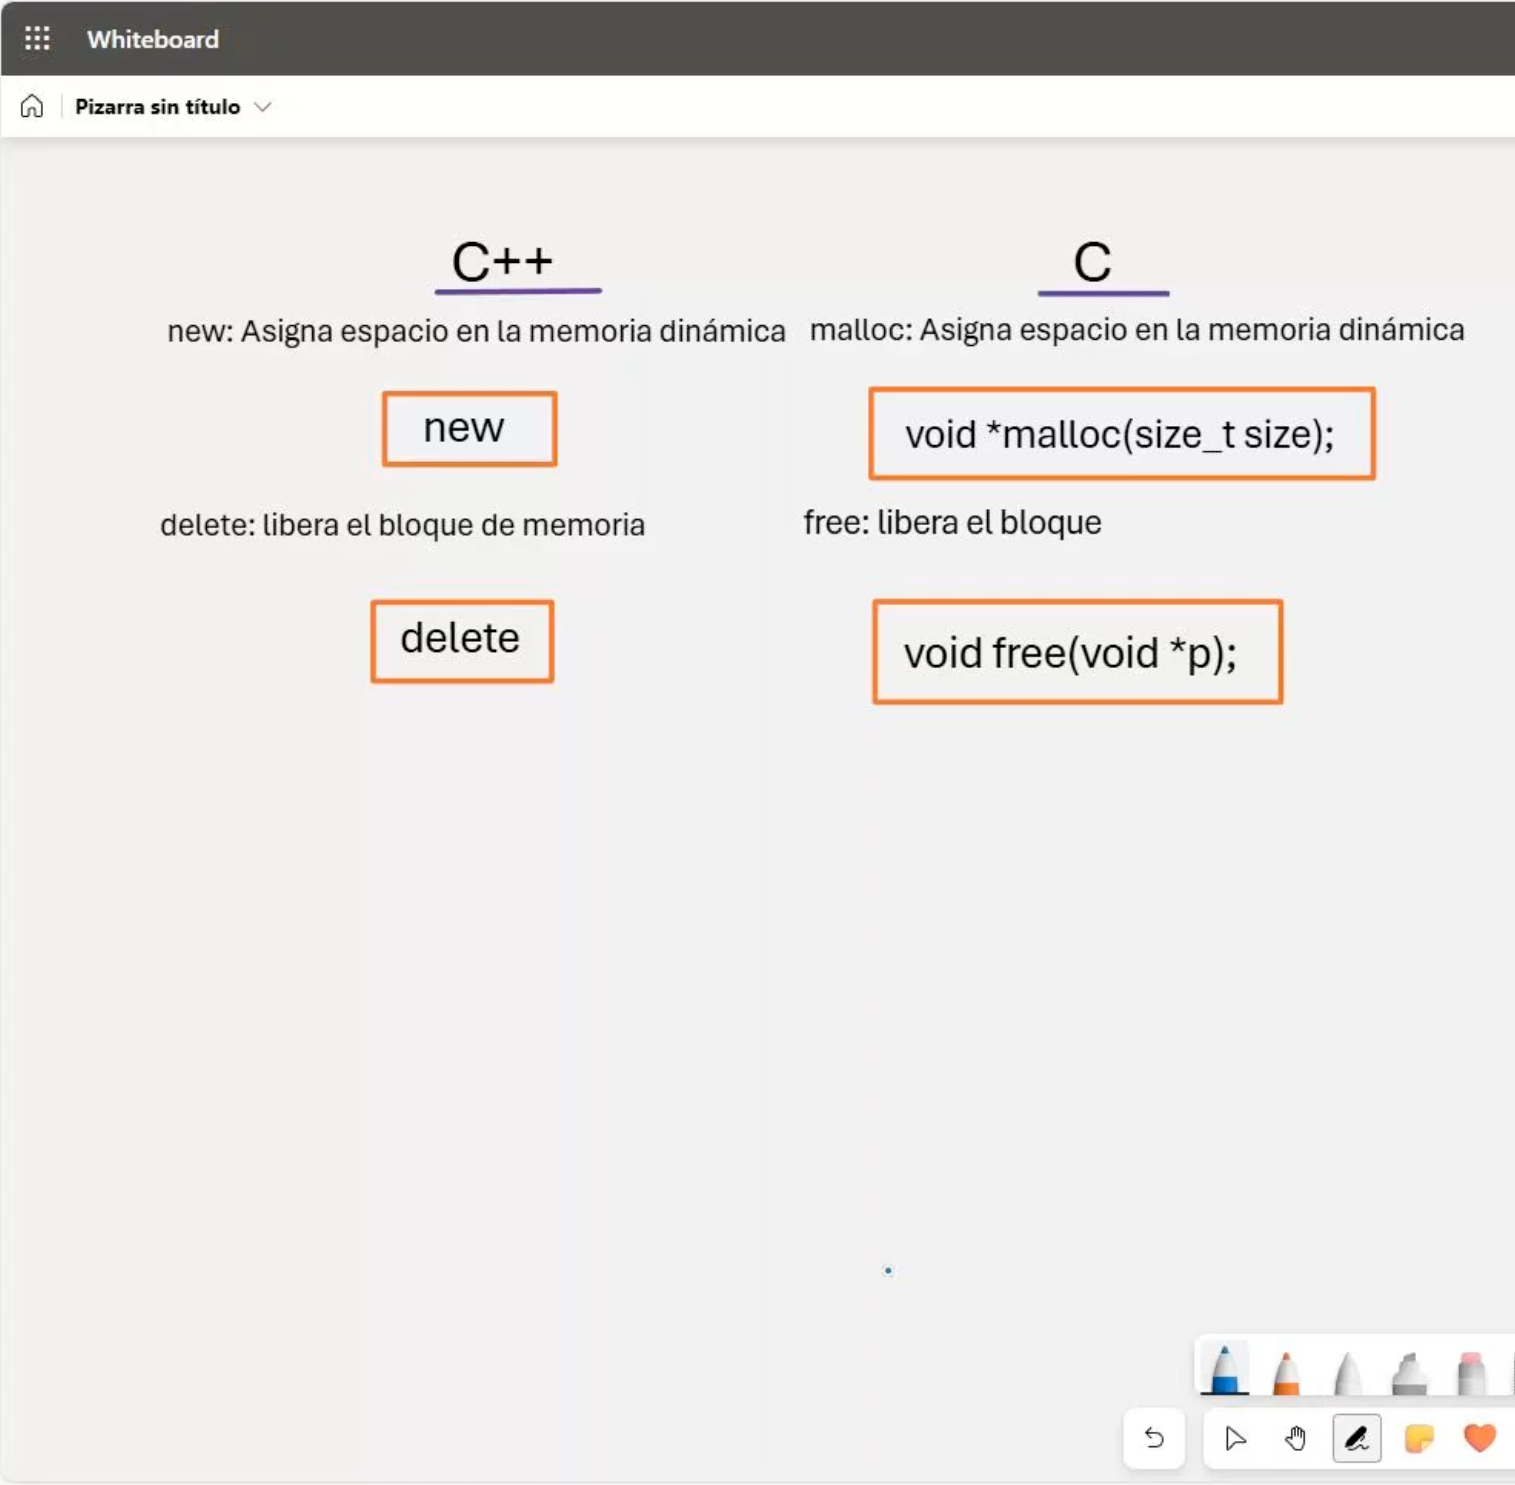 Whiteboard
Pizarra sin título
C++
new: Asigna espacio en la memoria dinámica
new
delete: libera el bloque de memoria
delete
C
malloc: Asigna espacio en la memoria dinámica
void *malloc(size_t size);
free: libera el bloque
void free(void *p);